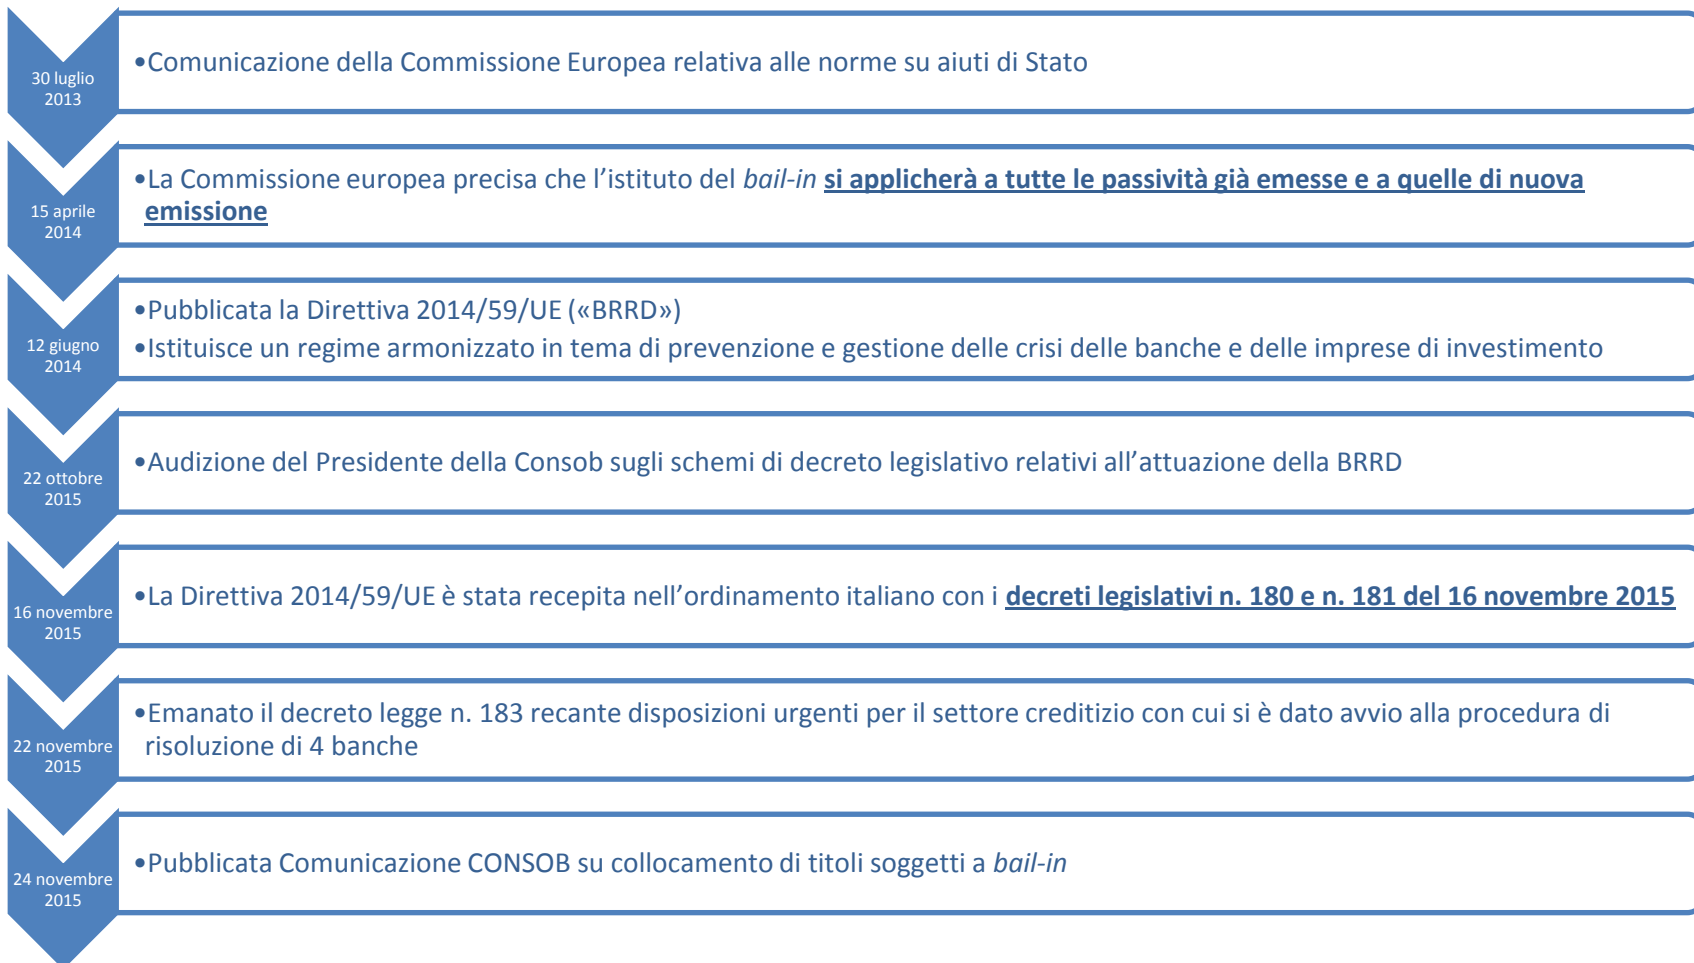 30 luglio
2013
•Comunicazione della Commissione Europea relativa alle norme su aiuti di Stato
15 aprile
2014
•La Commissione europea precisa che l’istituto del bail-in si applicherà a tutte le passività già emesse e a quelle di nuova
emissione
12 giugno
2014
•Pubblicata la Direttiva 2014/59/UE («BRRD»)
•Istituisce un regime armonizzato in tema di prevenzione e gestione delle crisi delle banche e delle imprese di investimento
22 ottobre
2015
•Audizione del Presidente della Consob sugli schemi di decreto legislativo relativi all’attuazione della BRRD
16 novembre
2015
•La Direttiva 2014/59/UE è stata recepita nell’ordinamento italiano con i decreti legislativi n. 180 e n. 181 del 16 novembre 2015
22 novembre
2015
•Emanato il decreto legge n. 183 recante disposizioni urgenti per il settore creditizio con cui si è dato avvio alla procedura di
risoluzione di 4 banche
24 novembre
2015
•Pubblicata Comunicazione CONSOB su collocamento di titoli soggetti a bail-in